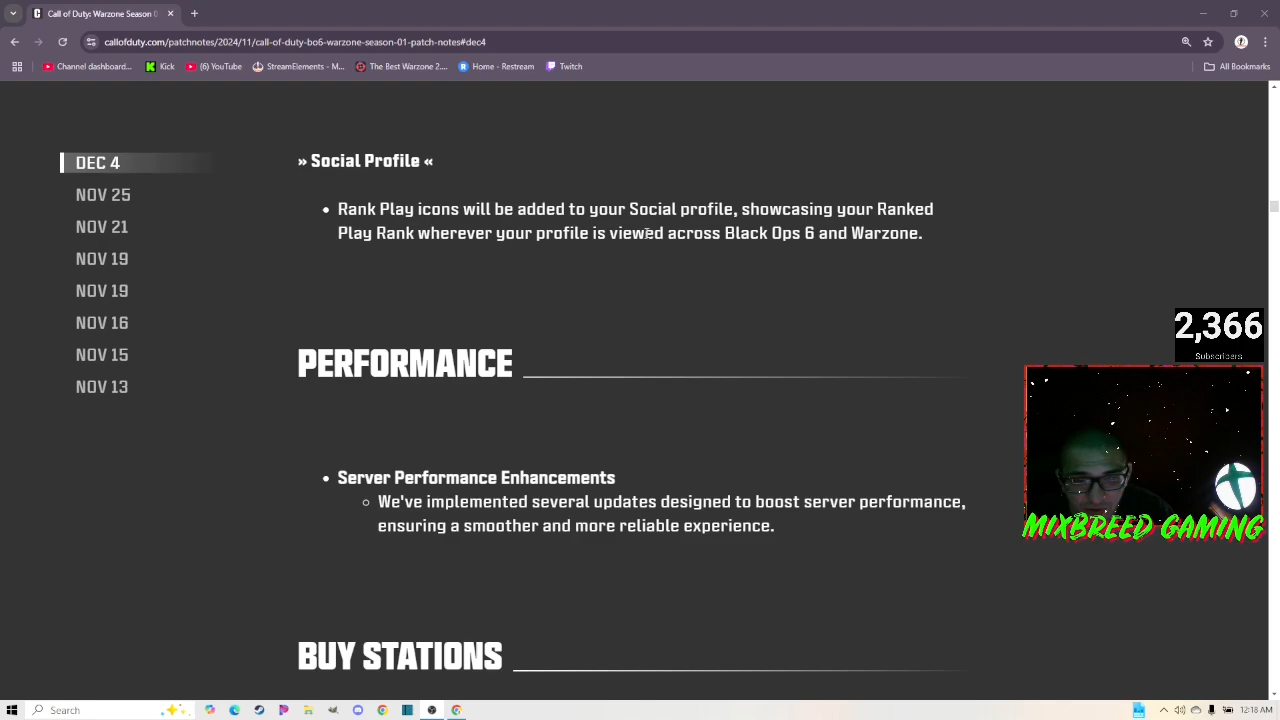 Call of Duty: Warzone Season 0
callofduty.com/patchnotes/2024/11/call-of-duty-bo6-warzone-season-01-patch-notes#dec4
Channel dashboard...
Kick
(6) YouTube
StreamElements - M...
The Best Warzone 2....
Home - Restream
Twitch
All Bookmarks
DEC 4
NOV 25
NOV 21
NOV 19
NOV 19
NOV 16
NOV 15
NOV 13
» Social Profile «
• Rank Play icons will be added to your Social profile, showcasing your Ranked
Play Rank wherever your profile is viewed across Black Ops 6 and Warzone.
PERFORMANCE
• Server Performance Enhancements
○ We've implemented several updates designed to boost server performance,
ensuring a smoother and more reliable experience.
BUY STATIONS
2,366
Subscribers
MIXBREED GAMING
Search
12:18 AM